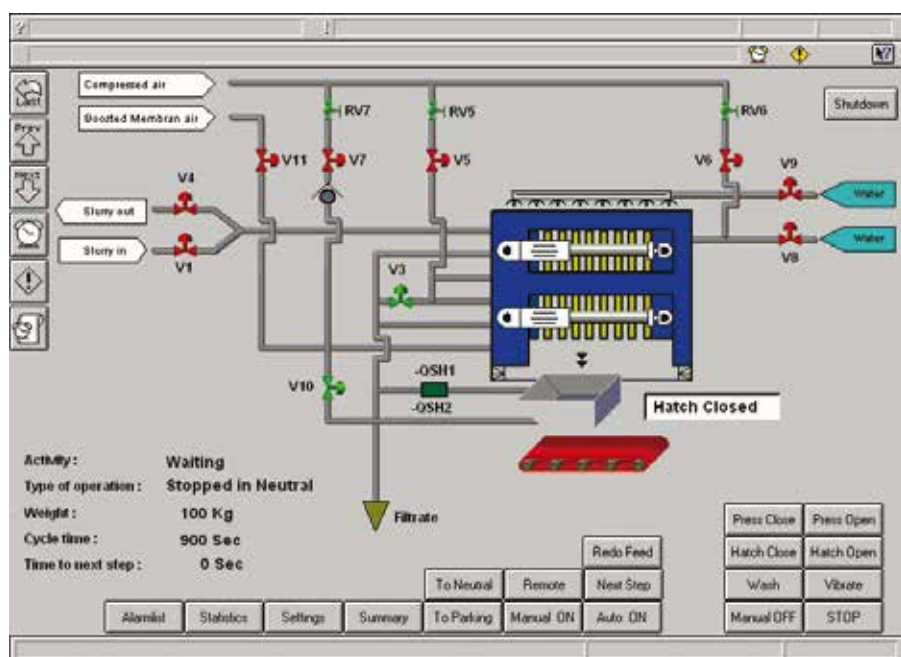 ?
!
Last
Compressed air
Boosted Membran air
Prev
Next
RV7
RV5
RV6
Shutdown
V11
V7
V5
V6
V9
V4
Water
Slurry out
Slurry in
V1
Water
V8
V3
-QSH1
V10
-QSH2
Hatch Closed
Activity : Waiting
Type of operation : Stopped in Neutral
Weight : 100 Kg
Filtrate
Cycle time : 900 Sec
Time to next step : 0 Sec
Press Close Press Open
Redo Feed Hatch Close Hatch Open
To Neutral Remote Next Step Wash Vibrate
Alarmlist Statistics Settings Summary To Parking Manual ON Auto ON Manual OFF STOP